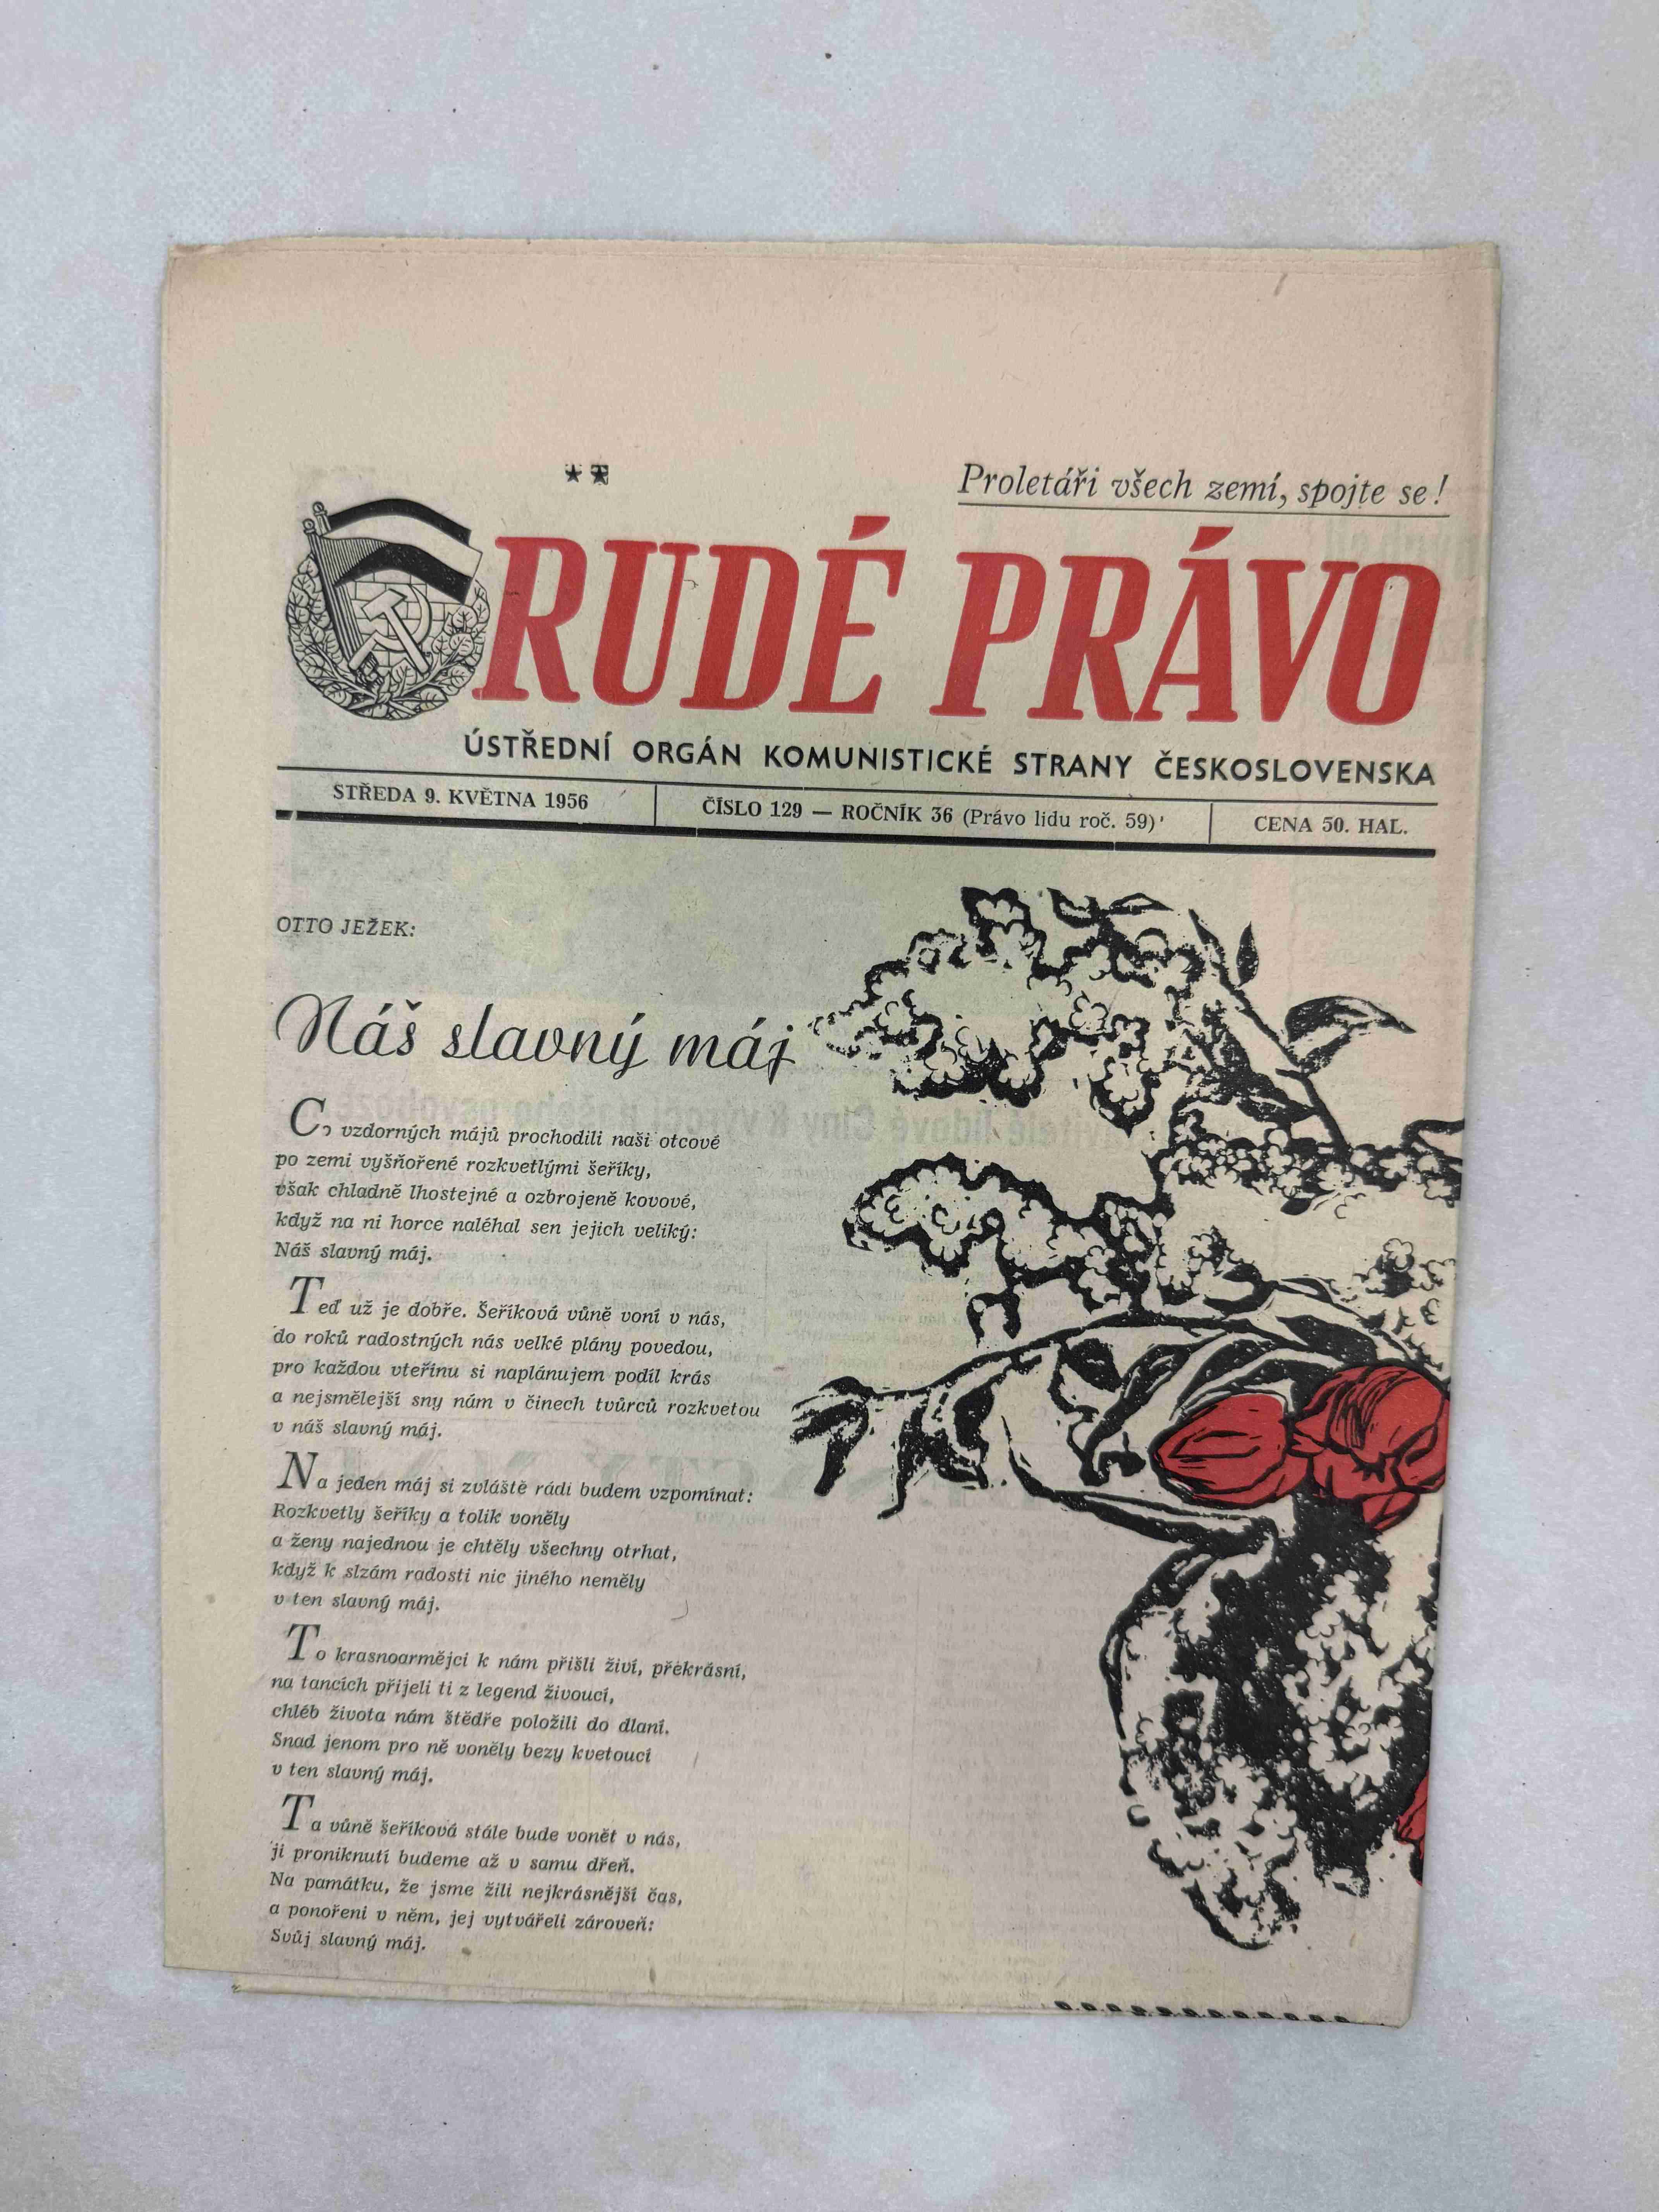 ★★
Proletáři všech zemí, spojte se!
RUDÉ PRÁVO
ÚSTŘEDNÍ ORGÁN KOMUNISTICKÉ STRANY ČESKOSLOVENSKA
STŘEDA 9. KVĚTNA 1956
ČÍSLO 129 — ROČNÍK 36 (Právo lidu roč. 59)
CENA 50. HAL.
OTTO JEŽEK:
Náš slavný máj
C, vzdorných májů prochodili naši otcové
po zemi vyšňořené rozkvetlými šeříky,
však chladně lhostejné a ozbrojeně kovové,
když na ni horce naléhal sen jejich veliký:
Náš slavný máj.
Teď už je dobře. Šeříková vůně voní v nás,
do roků radostných nás velké plány povedou,
pro každou vteřinu si naplánujem podíl krás
a nejsmělejší sny nám v činech tvůrců rozkvetou
v náš slavný máj.
Na jeden máj si zvláště rádi budem vzpomínat:
Rozkvetly šeříky a tolik voněly
a ženy najednou je chtěly všechny otrhat,
když k slzám radosti nic jiného neměly
v ten slavný máj.
To krasnoarmějci k nám přišli živí, překrásní,
na tancích přijeli ti z legend živoucí,
chléb života nám štědře položili do dlaní.
Snad jenom pro ně voněly bezy kvetoucí
v ten slavný máj.
Ta vůně šeříková stále bude vonět v nás,
jí proniknutí budeme až v samu dřeň.
Na památku, že jsme žili nejkrásnější čas,
a ponořeni v něm, jej vytvářeli zároveň:
Svůj slavný máj.